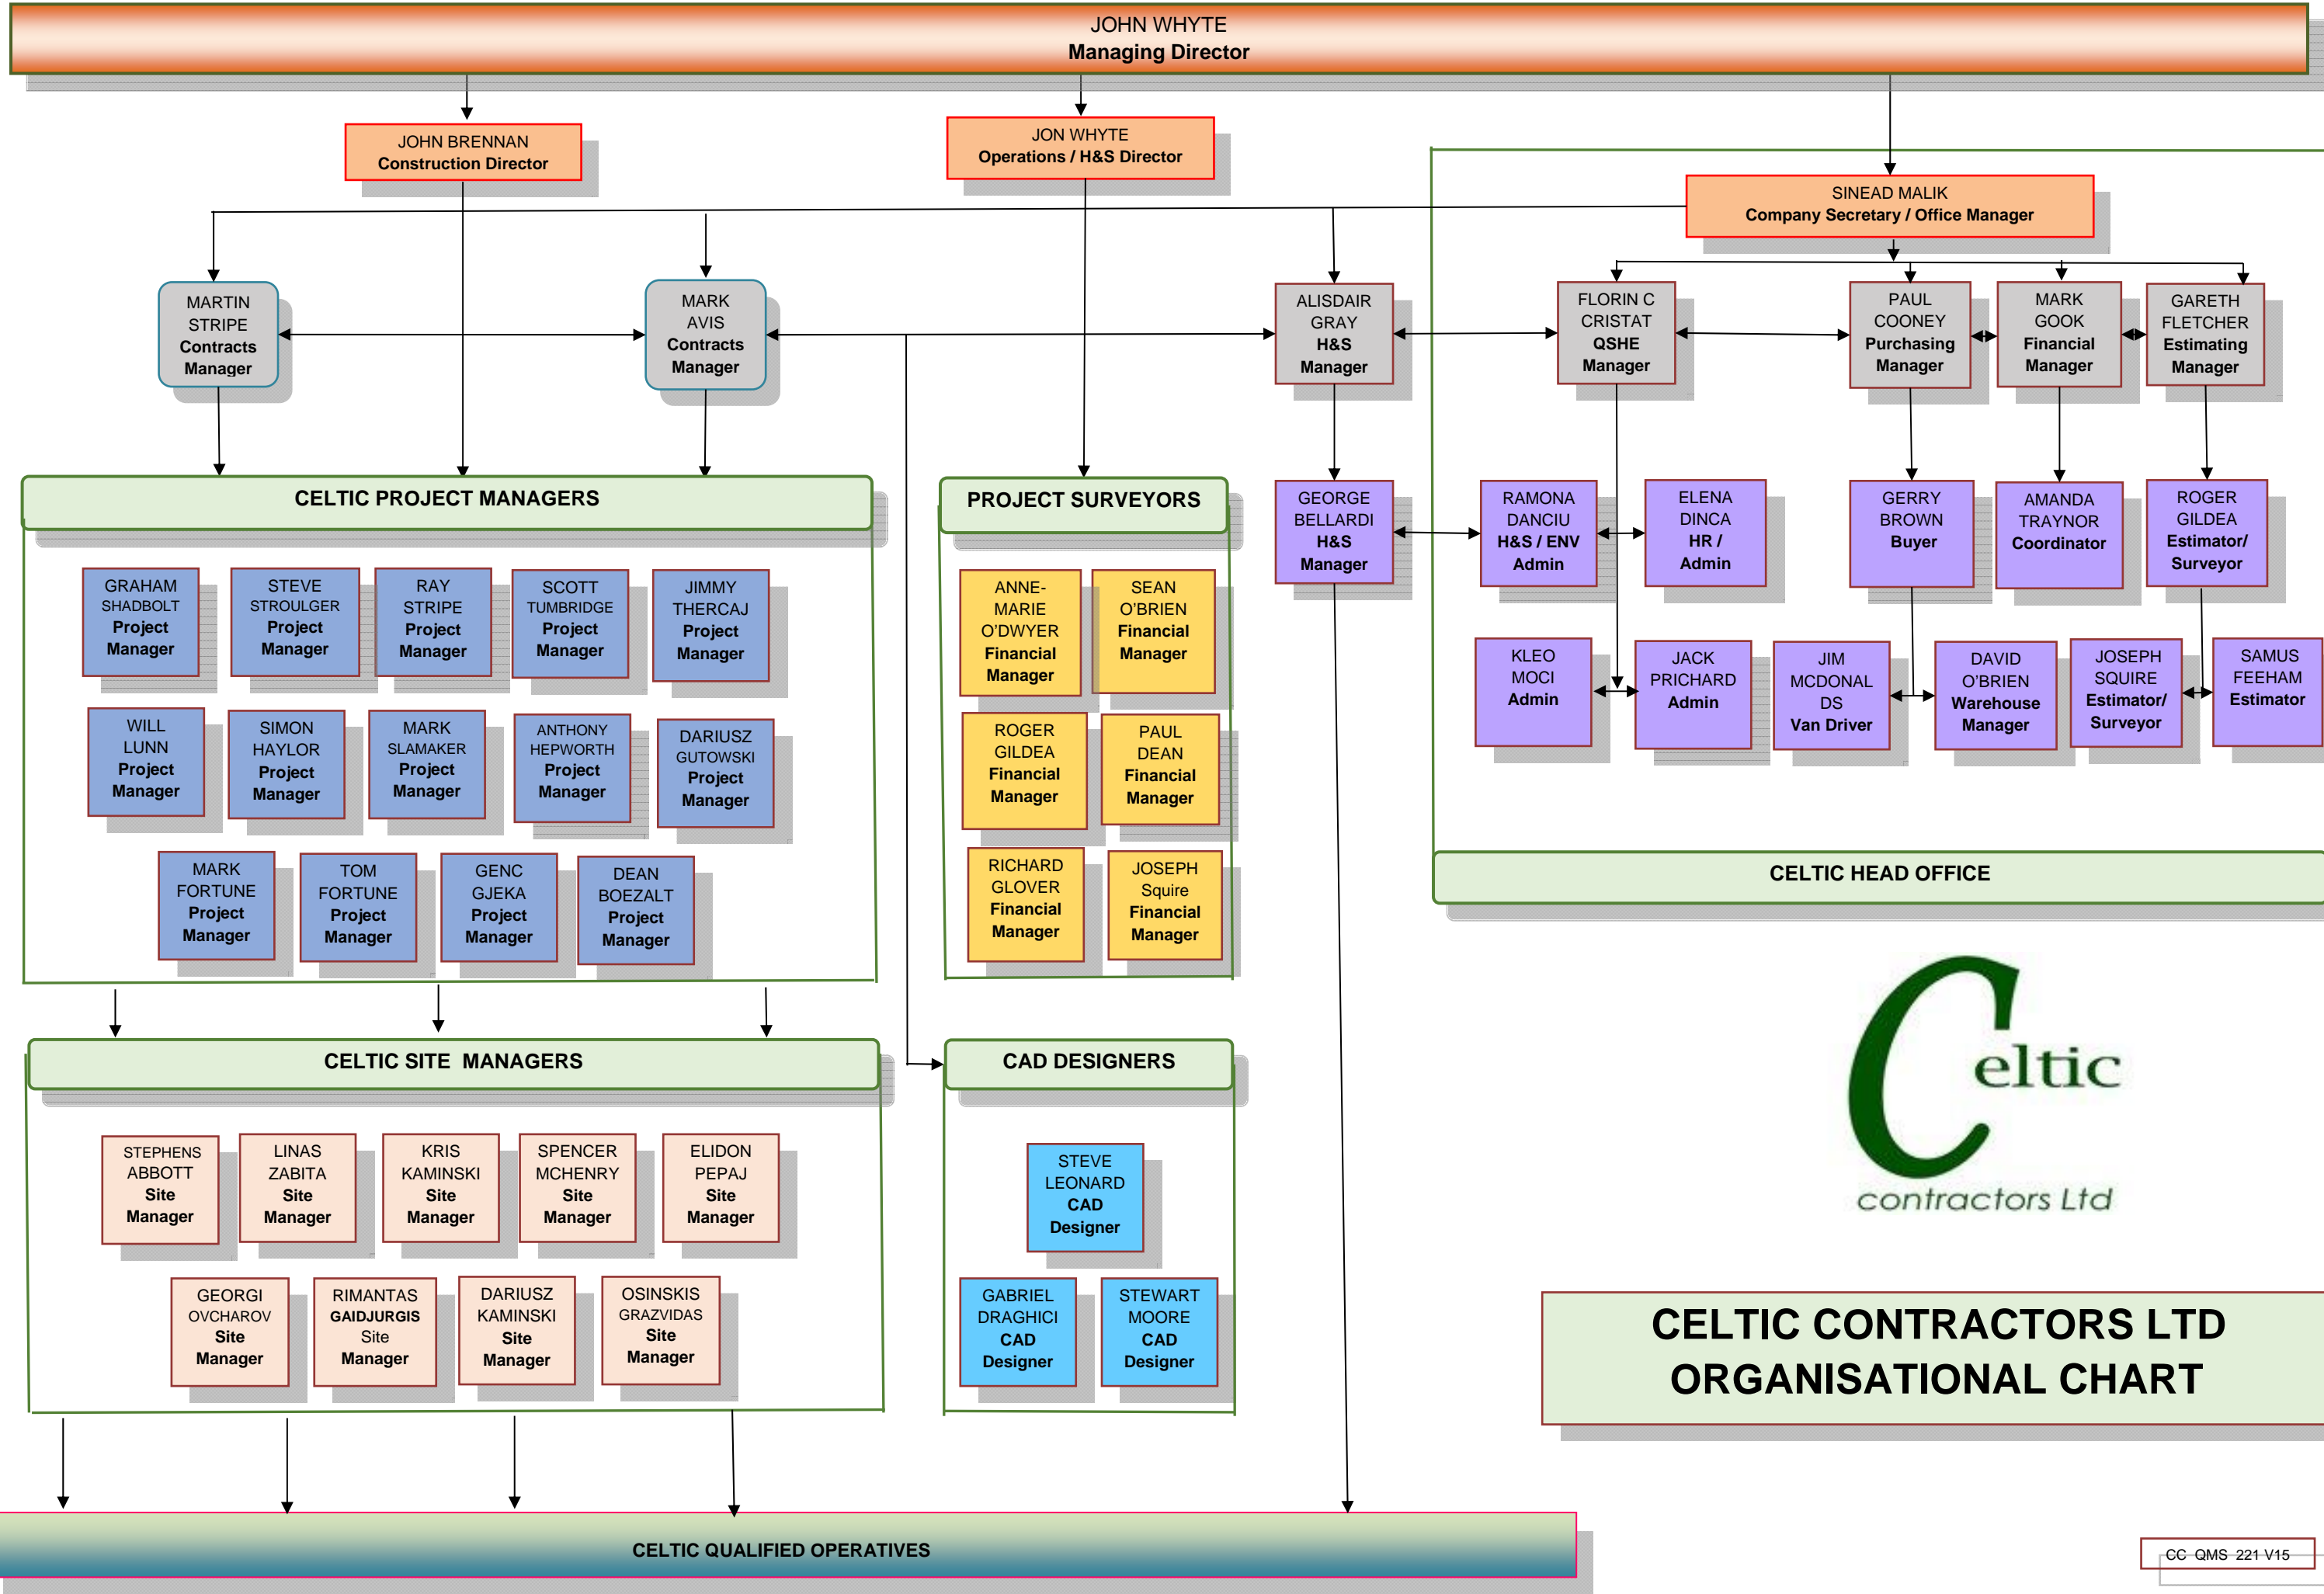 JOHN WHYTE
Managing Director
JOHN BRENNAN
Construction Director
JON WHYTE
Operations / H&S Director
SINEAD MALIK
Company Secretary / Office Manager
MARTIN
STRIPE
Contracts
Manager
MARK
AVIS
Contracts
Manager
ALISDAIR
GRAY
H&S
Manager
FLORIN C
CRISTAT
QSHE
Manager
PAUL
COONEY
Purchasing
Manager
MARK
GOOK
Financial
Manager
GARETH
FLETCHER
Estimating
Manager
CELTIC PROJECT MANAGERS
GRAHAM
SHADBOLT
Project
Manager
STEVE
STROULGER
Project
Manager
RAY
STRIPE
Project
Manager
SCOTT
TUMBRIDGE
Project
Manager
JIMMY
THERCAJ
Project
Manager
WILL
LUNN
Project
Manager
SIMON
HAYLOR
Project
Manager
MARK
SLAMAKER
Project
Manager
ANTHONY
HEPWORTH
Project
Manager
DARIUSZ
GUTOWSKI
Project
Manager
MARK
FORTUNE
Project
Manager
TOM
FORTUNE
Project
Manager
GENC
GJEKA
Project
Manager
DEAN
BOEZALT
Project
Manager
PROJECT SURVEYORS
ANNE-
MARIE
O'DWYER
Financial
Manager
SEAN
O'BRIEN
Financial
Manager
ROGER
GILDEA
Financial
Manager
PAUL
DEAN
Financial
Manager
RICHARD
GLOVER
Financial
Manager
JOSEPH
Squire
Financial
Manager
GEORGE
BELLARDI
H&S
Manager
RAMONA
DANCIU
H&S / ENV
Admin
ELENA
DINCA
HR /
Admin
GERRY
BROWN
Buyer
AMANDA
TRAYNOR
Coordinator
ROGER
GILDEA
Estimator/
Surveyor
KLEO
MOCI
Admin
JACK
PRICHARD
Admin
JIM
MCDONAL
DS
Van Driver
DAVID
O'BRIEN
Warehouse
Manager
JOSEPH
SQUIRE
Estimator/
Surveyor
SAMUS
FEEHAM
Estimator
CELTIC HEAD OFFICE
CELTIC SITE  MANAGERS
STEPHENS
ABBOTT
Site
Manager
LINAS
ZABITA
Site
Manager
KRIS
KAMINSKI
Site
Manager
SPENCER
MCHENRY
Site
Manager
ELIDON
PEPAJ
Site
Manager
GEORGI
OVCHAROV
Site
Manager
RIMANTAS
GAIDJURGIS
Site
Manager
DARIUSZ
KAMINSKI
Site
Manager
OSINSKIS
GRAZVIDAS
Site
Manager
CAD DESIGNERS
STEVE
LEONARD
CAD
Designer
GABRIEL
DRAGHICI
CAD
Designer
STEWART
MOORE
CAD
Designer
Celtic
contractors Ltd
CELTIC CONTRACTORS LTD
ORGANISATIONAL CHART
CELTIC QUALIFIED OPERATIVES
CC  QMS  221 V15